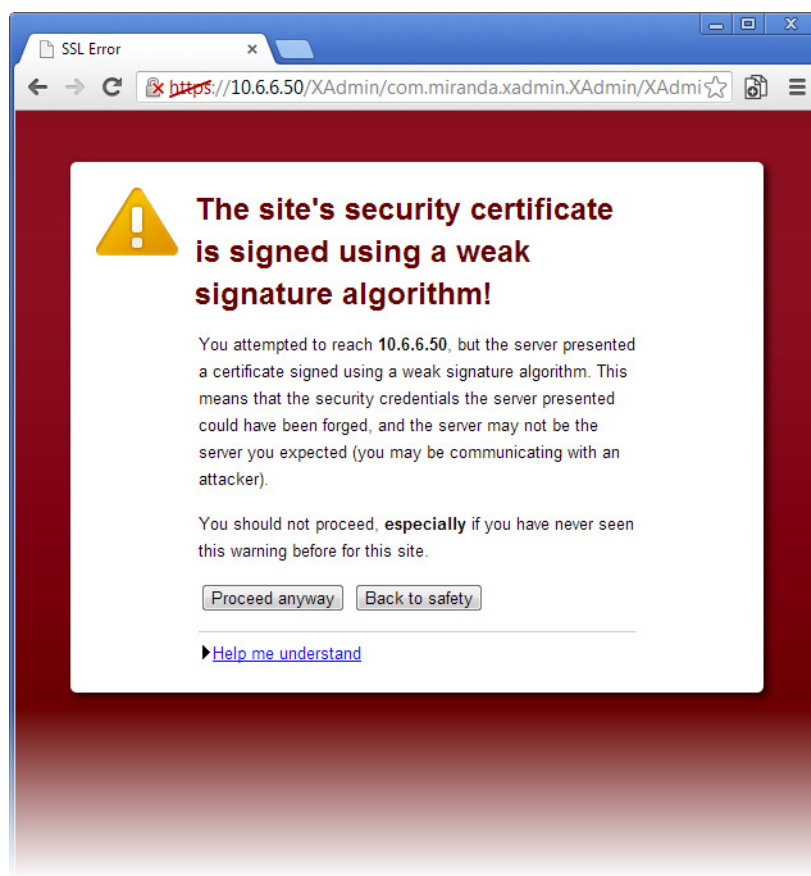 SSL Error
https://10.6.6.50/XAdmin/com.miranda.xadmin.XAdmin/XAdmi
The site's security certificate
is signed using a weak
signature algorithm!
You attempted to reach 10.6.6.50, but the server presented
a certificate signed using a weak signature algorithm. This
means that the security credentials the server presented
could have been forged, and the server may not be the
server you expected (you may be communicating with an
attacker).
You should not proceed, especially if you have never seen
this warning before for this site.
Proceed anyway Back to safety
Help me understand